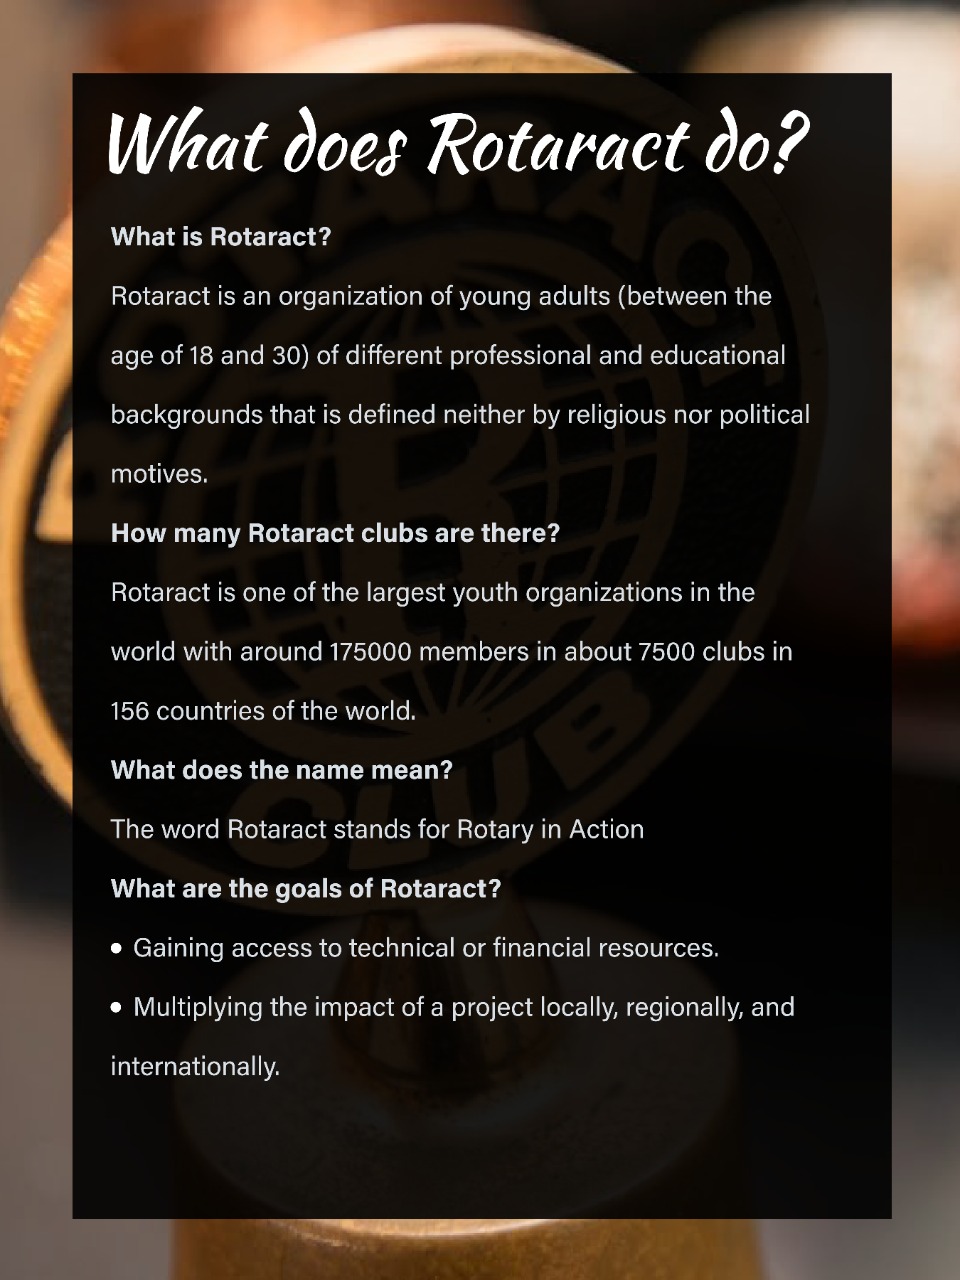 What does Rotaract do?
What is Rotaract?
Rotaract is an organization of young adults (between the
age of 18 and 30) of different professional and educational
backgrounds that is defined neither by religious nor political
motives.
How many Rotaract clubs are there?
Rotaract is one of the largest youth organizations in the
world with around 175000 members in about 7500 clubs in
156 countries of the world.
What does the name mean?
The word Rotaract stands for Rotary in Action
What are the goals of Rotaract?
• Gaining access to technical or financial resources.
• Multiplying the impact of a project locally, regionally, and
internationally.
ROTARACT
R
CLUB